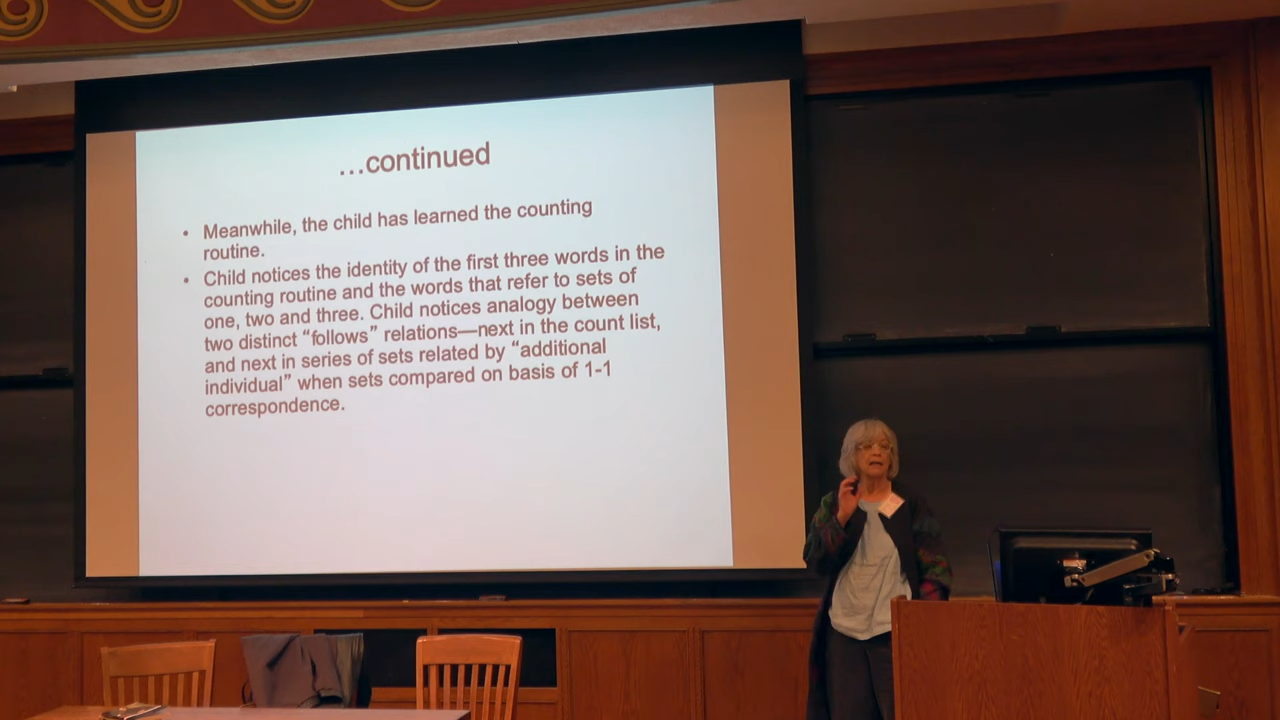 …continued
• Meanwhile, the child has learned the counting
routine.
• Child notices the identity of the first three words in the
counting routine and the words that refer to sets of
one, two and three. Child notices analogy between
two distinct “follows” relations—next in the count list,
and next in series of sets related by “additional
individual” when sets compared on basis of 1-1
correspondence.